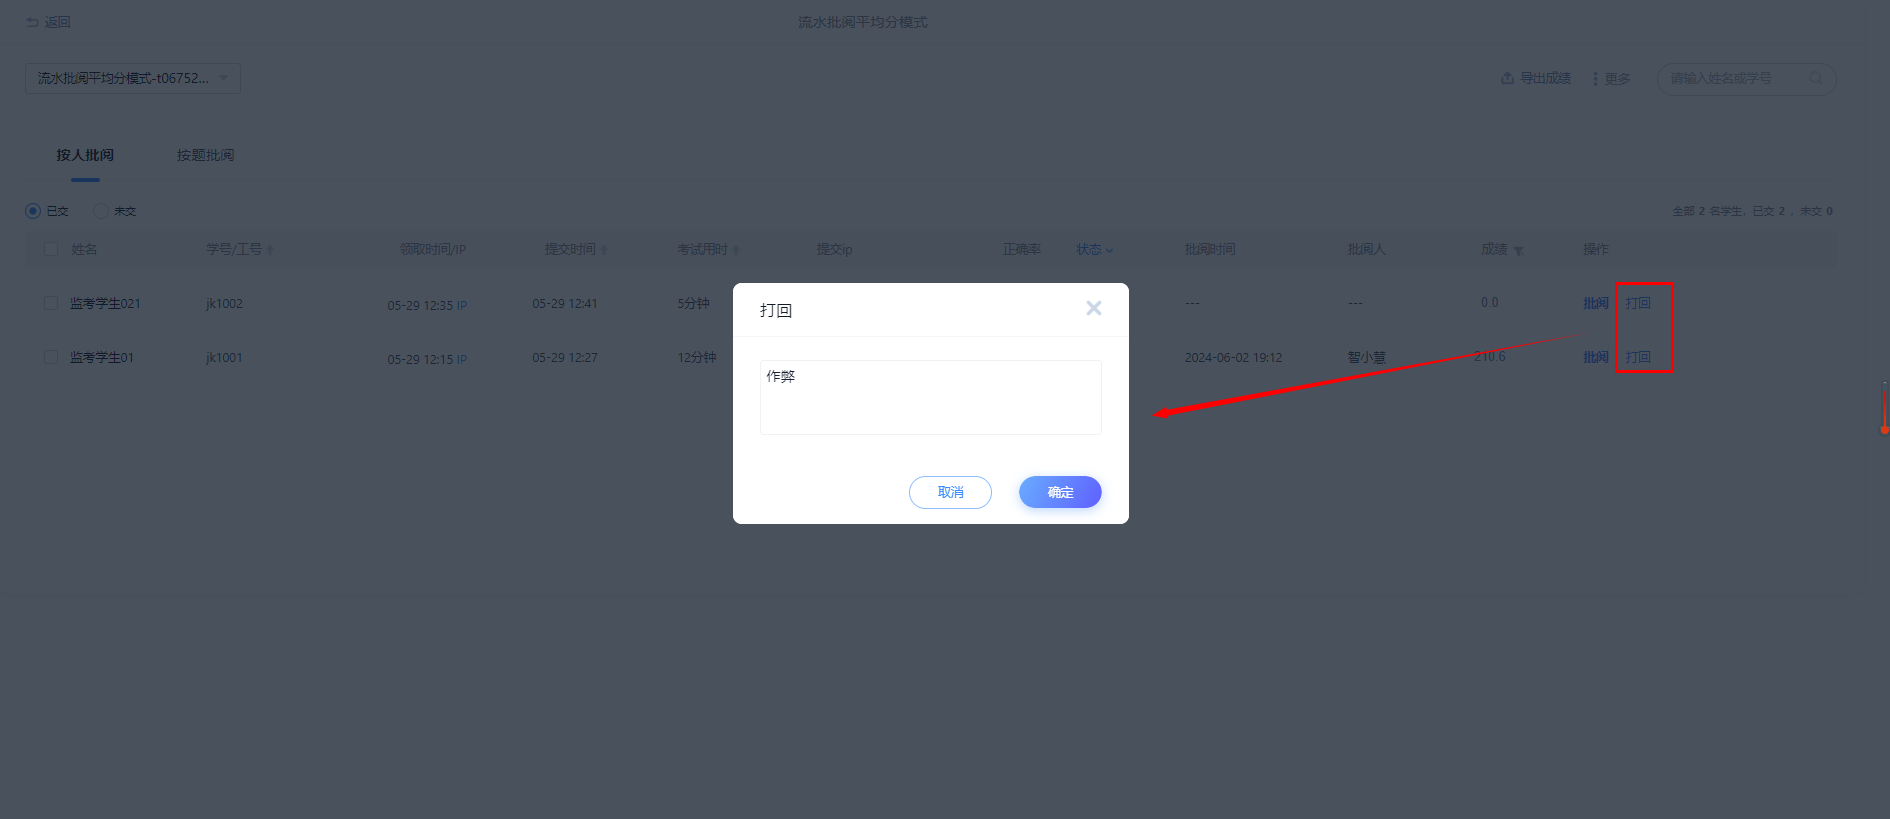 返回
流水批阅平均分模式
流水批阅平均分模式-t06752...
导出成绩 更多 请输入姓名或学号
按人批阅 按题批阅
已交 未交 全部 2 名学生，已交 2 ，未交 0
姓名 学号/工号 领取时间/IP 提交时间 考试用时 提交ip 正确率 状态 批阅时间 批阅人 成绩 操作
监考学生021 jk1002 05-29 12:35 IP 05-29 12:41 5分钟 --- --- 0.0 批阅 打回
监考学生01 jk1001 05-29 12:15 IP 05-29 12:27 12分钟 2024-06-02 19:12 智小慧 210.6 批阅 打回
打回
作弊
取消 确定